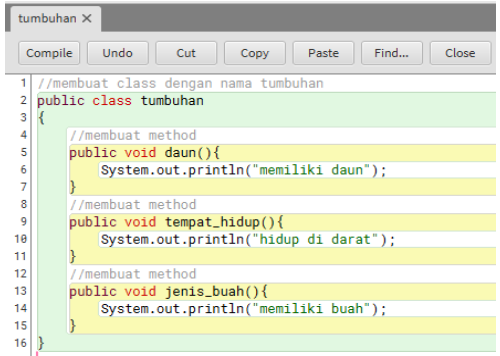 tumbuhan ×
Compile Undo Cut Copy Paste Find... Close
1 //membuat class dengan nama tumbuhan
2 public class tumbuhan
3 {
4 //membuat method
5 public void daun(){
6 System.out.println("memiliki daun");
7 }
8 //membuat method
9 public void tempat_hidup(){
10 System.out.println("hidup di darat");
11 }
12 //membuat method
13 public void jenis_buah(){
14 System.out.println("memiliki buah");
15 }
16 }